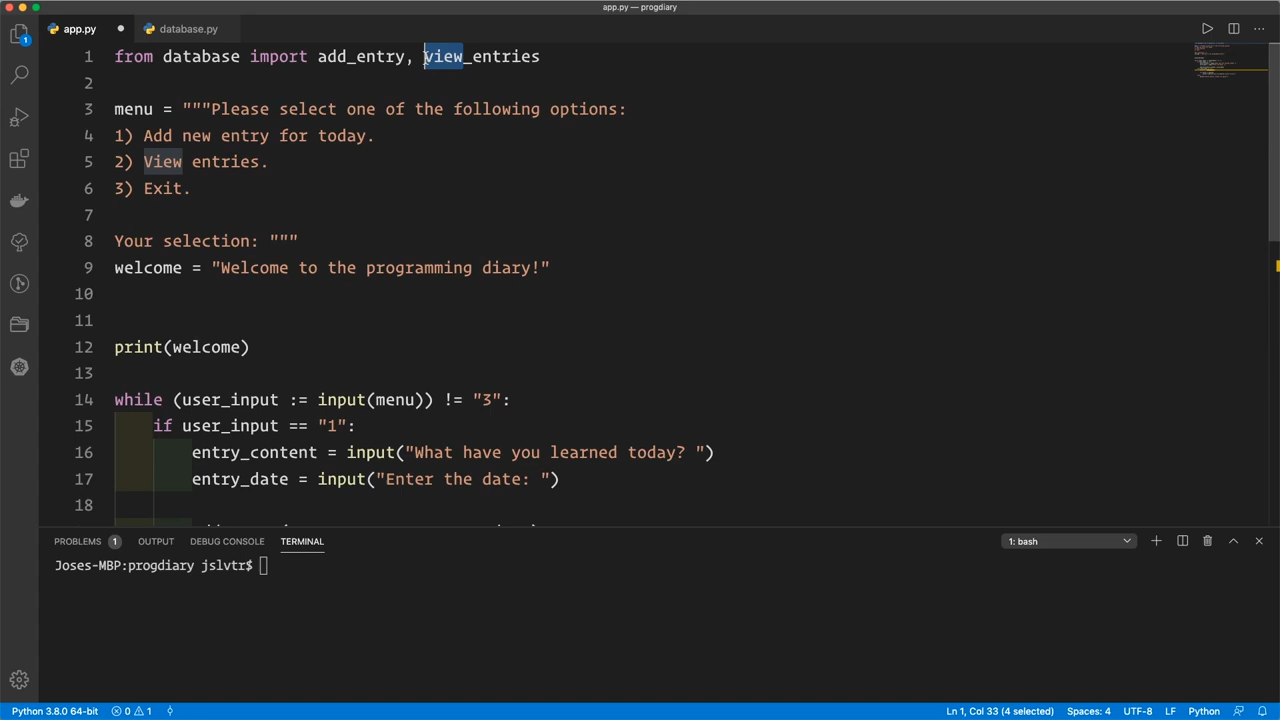 app.py — progdiary
app.py
database.py
1 from database import add_entry, view_entries
2
3 menu = """Please select one of the following options:
4 1) Add new entry for today.
5 2) View entries.
6 3) Exit.
7
8 Your selection: """
9 welcome = "Welcome to the programming diary!"
10
11
12 print(welcome)
13
14 while (user_input := input(menu)) != "3":
15 if user_input == "1":
16 entry_content = input("What have you learned today? ")
17 entry_date = input("Enter the date: ")
18
PROBLEMS 1 OUTPUT DEBUG CONSOLE TERMINAL 1: bash
Joses-MBP:progdiary jslvtr$
Python 3.8.0 64-bit 0 1 Ln 1, Col 33 (4 selected) Spaces: 4 UTF-8 LF Python